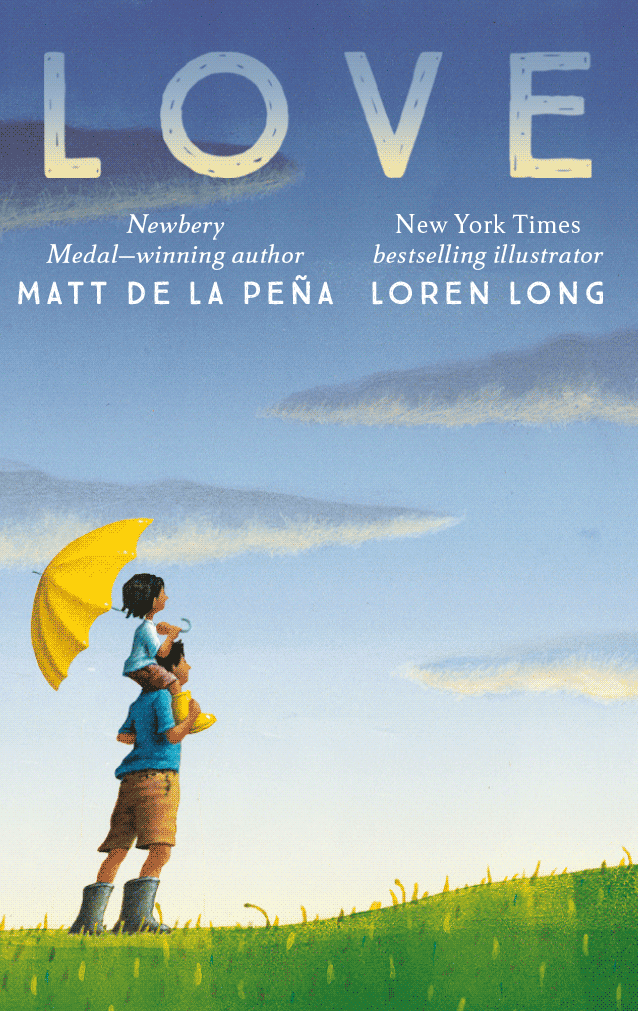 LOVE
Newbery
Medal–winning author
MATT DE LA PEÑA
New York Times
bestselling illustrator
LOREN LONG